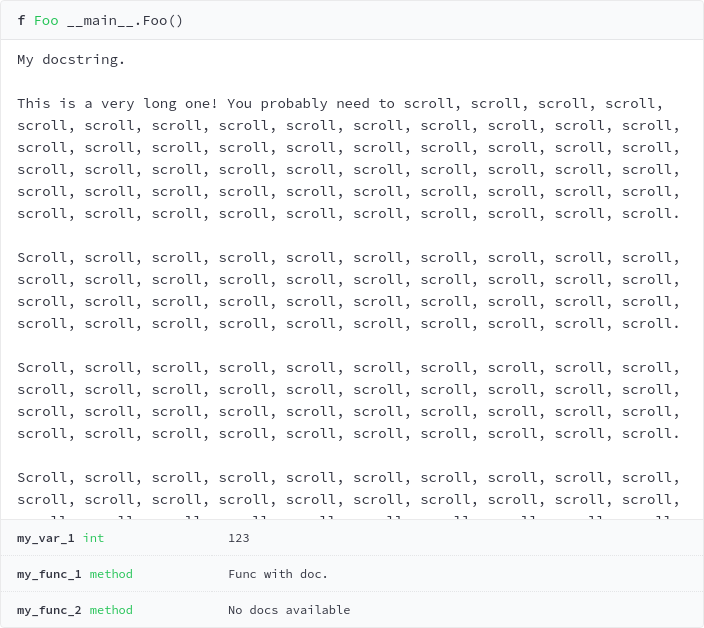 f Foo __main__.Foo()
My docstring.
This is a very long one! You probably need to scroll, scroll, scroll, scroll,
scroll, scroll, scroll, scroll, scroll, scroll, scroll, scroll, scroll, scroll,
scroll, scroll, scroll, scroll, scroll, scroll, scroll, scroll, scroll, scroll,
scroll, scroll, scroll, scroll, scroll, scroll, scroll, scroll, scroll, scroll,
scroll, scroll, scroll, scroll, scroll, scroll, scroll, scroll, scroll, scroll,
scroll, scroll, scroll, scroll, scroll, scroll, scroll, scroll, scroll, scroll.
Scroll, scroll, scroll, scroll, scroll, scroll, scroll, scroll, scroll, scroll,
scroll, scroll, scroll, scroll, scroll, scroll, scroll, scroll, scroll, scroll,
scroll, scroll, scroll, scroll, scroll, scroll, scroll, scroll, scroll, scroll,
scroll, scroll, scroll, scroll, scroll, scroll, scroll, scroll, scroll, scroll.
Scroll, scroll, scroll, scroll, scroll, scroll, scroll, scroll, scroll, scroll,
scroll, scroll, scroll, scroll, scroll, scroll, scroll, scroll, scroll, scroll,
scroll, scroll, scroll, scroll, scroll, scroll, scroll, scroll, scroll, scroll,
scroll, scroll, scroll, scroll, scroll, scroll, scroll, scroll, scroll, scroll.
Scroll, scroll, scroll, scroll, scroll, scroll, scroll, scroll, scroll, scroll,
scroll, scroll, scroll, scroll, scroll, scroll, scroll, scroll, scroll, scroll,
my_var_1 int 123
my_func_1 method Func with doc.
my_func_2 method No docs available